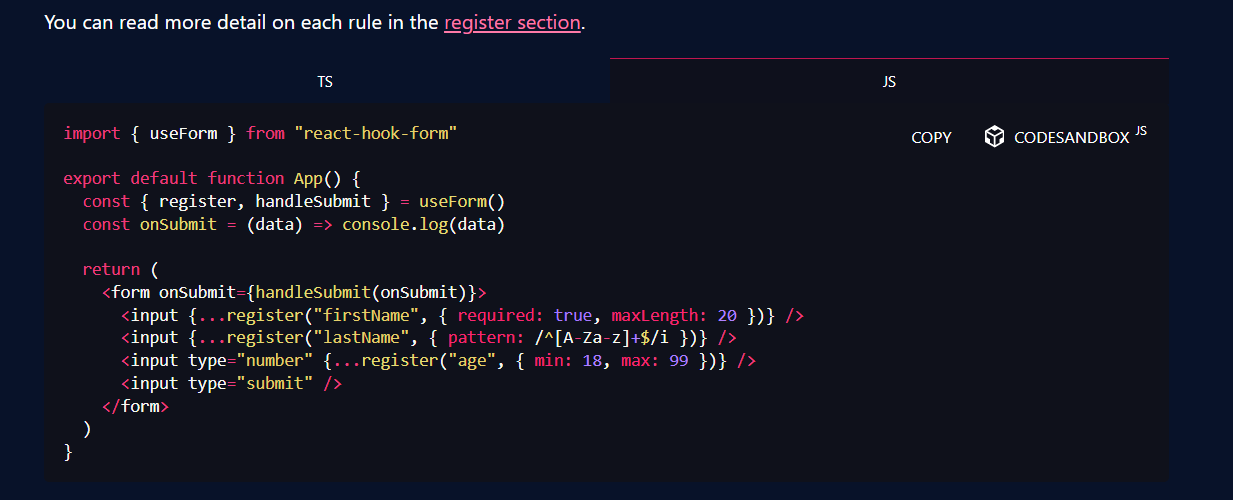 You can read more detail on each rule in the register section.
TS
JS
COPY
CODESANDBOX JS
import { useForm } from "react-hook-form"

export default function App() {
  const { register, handleSubmit } = useForm()
  const onSubmit = (data) => console.log(data)

  return (
    <form onSubmit={handleSubmit(onSubmit)}>
      <input {...register("firstName", { required: true, maxLength: 20 })} />
      <input {...register("lastName", { pattern: /^[A-Za-z]+$/i })} />
      <input type="number" {...register("age", { min: 18, max: 99 })} />
      <input type="submit" />
    </form>
  )
}